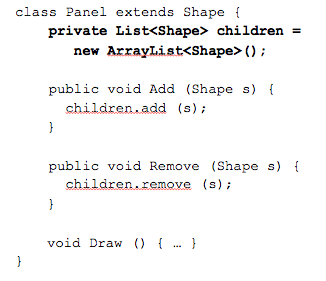 class Panel extends Shape {
private List<Shape> children =
new ArrayList<Shape>();
public void Add (Shape s) {
children.add (s);
}
public void Remove (Shape s) {
children.remove (s);
}
void Draw () { … }
}